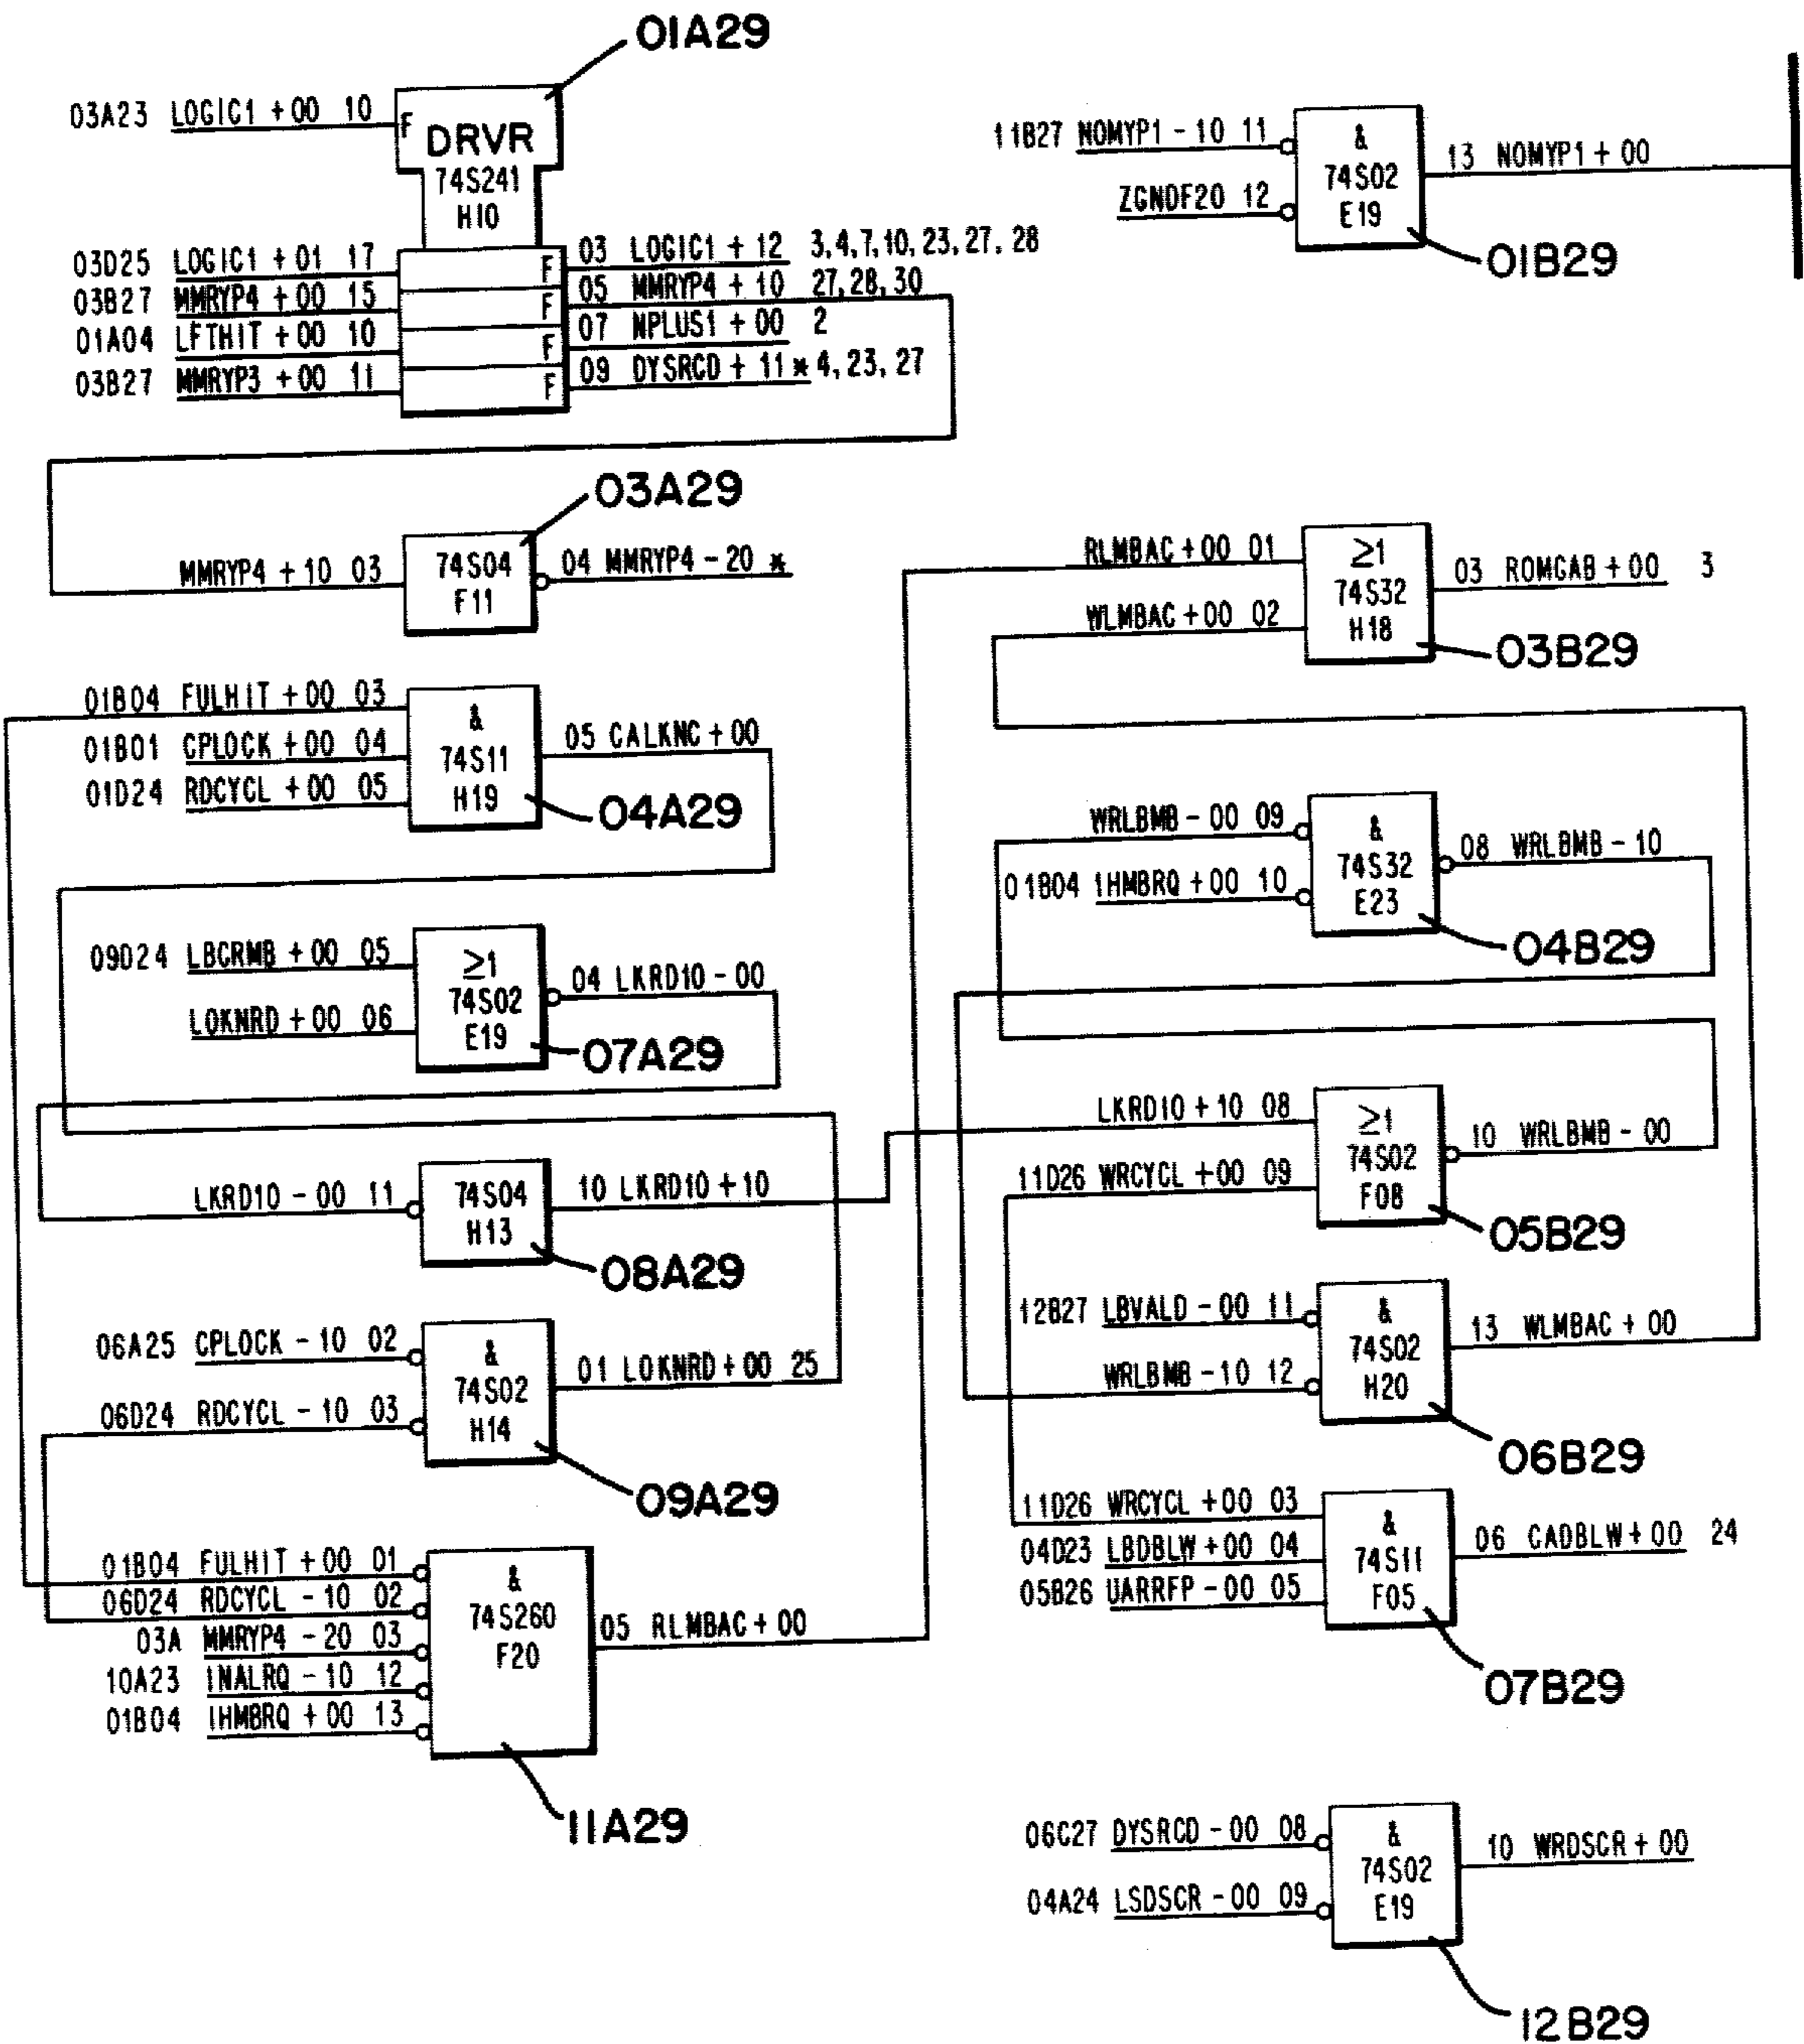 01A29
03A23 LOGIC1 +00 10
F
DRVR
74S241
H10
03D25 LOGIC1 + 01 17
F
03 LOGIC1 + 12 3,4,7,10,23,27,28
03B27 MMRYP4 +00 15
F
05 MMRYP4 + 10 27,28,30
01A04 LFTHIT +00 10
F
07 NPLUS1 + 00 2
03B27 MMRYP3 +00 11
F
09 DYSRCD + 11 * 4, 23, 27
03A29
MMRYP4 + 10 03
74S04
F11
04 MMRYP4 - 20 *
01B04 FULHIT + 00 03
01B01 CPLOCK + 00 04
01D24 RDCYCL + 00 05
&
74S11
H19
05 CALKNC + 00
04A29
09D24 LBCRMB + 00 05
LOKNRD + 00 06
≥1
74S02
E19
04 LKRD10 - 00
07A29
LKRD10 - 00 11
74S04
H13
10 LKRD10 + 10
08A29
06A25 CPLOCK - 10 02
06D24 RDCYCL - 10 03
&
74S02
H14
01 LOKNRD + 00 25
09A29
01B04 FULHIT + 00 01
06D24 RDCYCL - 10 02
03A MMRYP4 - 20 03
10A23 INALRQ - 10 12
01B04 IHMBRQ + 00 13
&
74S260
F20
05 RLMBAC + 00
11A29
11B27 NOMYP1 - 10 11
ZGNDF20 12
&
74S02
E19
13 NOMYP1 + 00
01B29
RLMBAC + 00 01
WLMBAC + 00 02
≥1
74S32
H18
03 ROMGAB + 00 3
03B29
WRLBMB - 00 09
01B04 IHMBRQ + 00 10
&
74S32
E23
08 WRLBMB - 10
04B29
LKRD10 + 10 08
11D26 WRCYCL +00 09
≥1
74S02
F08
10 WRLBMB - 00
05B29
12B27 LBVALD - 00 11
WRLBMB - 10 12
&
74S02
H20
13 WLMBAC + 00
06B29
11D26 WRCYCL +00 03
04D23 LBDBLW + 00 04
05B26 UARRFP - 00 05
&
74S11
F05
06 CADBLW + 00 24
07B29
06C27 DYSRCD - 00 08
04A24 LSDSCR - 00 09
&
74S02
E19
10 WRDSCR + 00
12B29